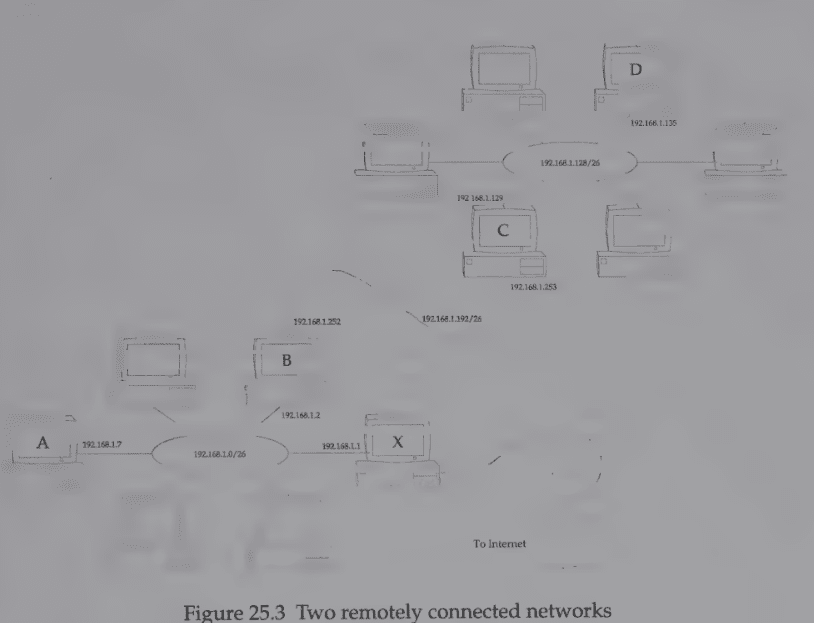 D
192.168.1.135
192.168.1.128/26
192 168.1.129
C
192.168.1.253
192.168.1.252
192.168.1.192/26
B
192.168.1.2
A
192.168.1.7
192.168.1.0/26
192.168.1.1
X
To Internet
Figure 25.3 Two remotely connected networks